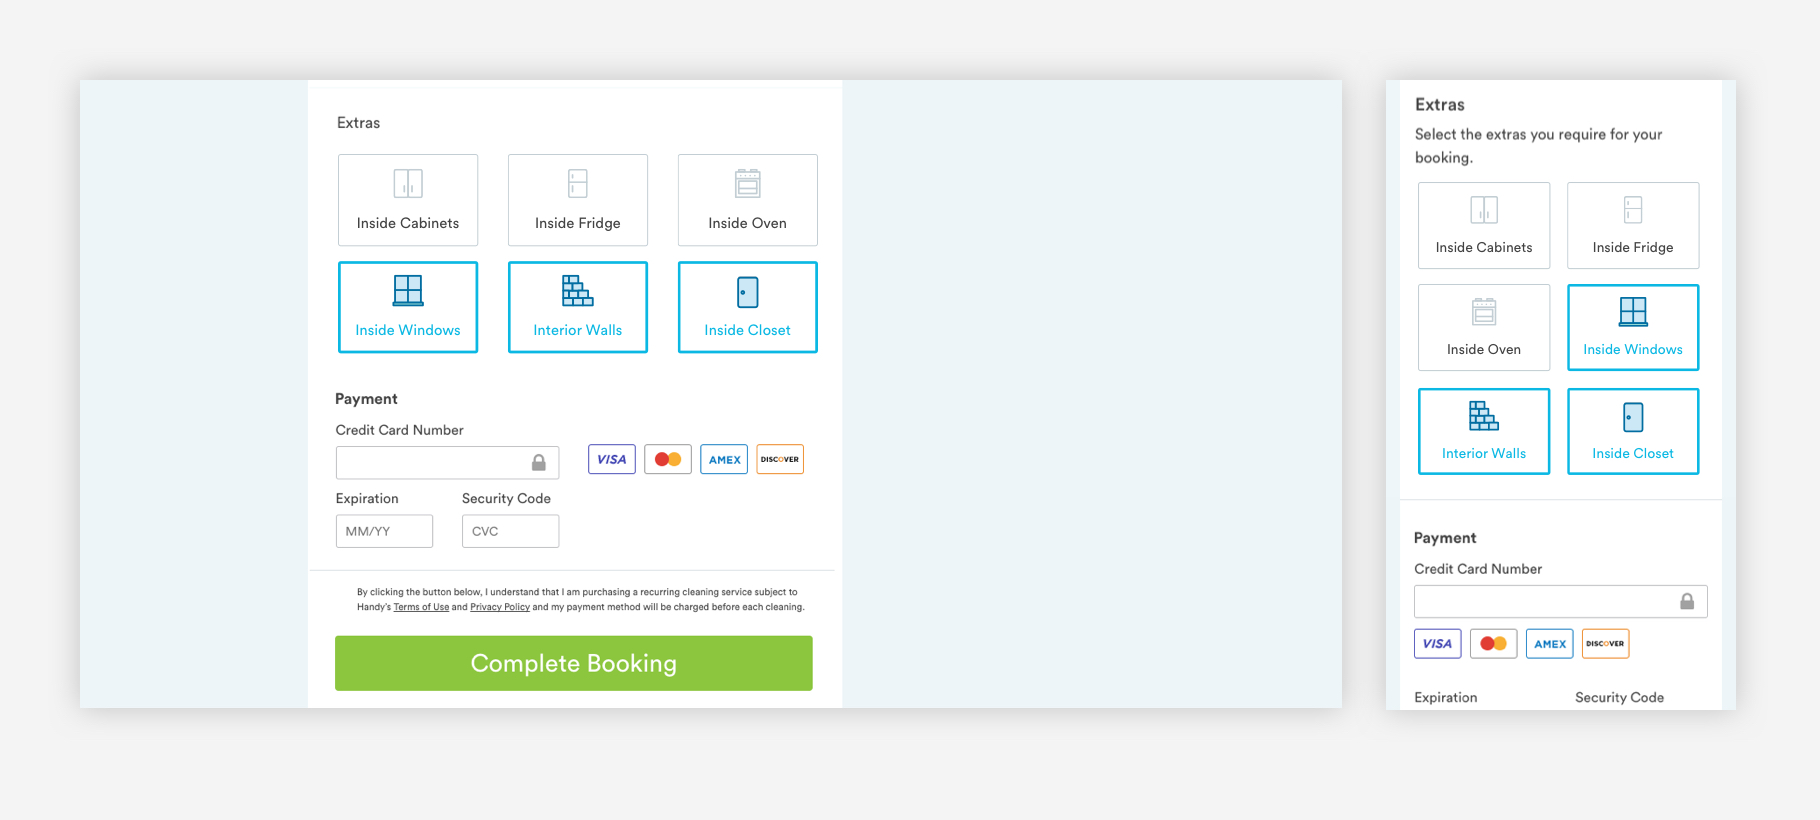 Extras
Inside Cabinets
Inside Fridge
Inside Oven
Inside Windows
Interior Walls
Inside Closet
Payment
Credit Card Number
VISA
AMEX
DISCOVER
Expiration
Security Code
MM/YY
CVC
By clicking the button below, I understand that I am purchasing a recurring cleaning service subject to
Handy's Terms of Use and Privacy Policy and my payment method will be charged before each cleaning.
Complete Booking
Extras
Select the extras you require for your
booking.
Inside Cabinets
Inside Fridge
Inside Oven
Inside Windows
Interior Walls
Inside Closet
Payment
Credit Card Number
VISA
AMEX
DISCOVER
Expiration
Security Code